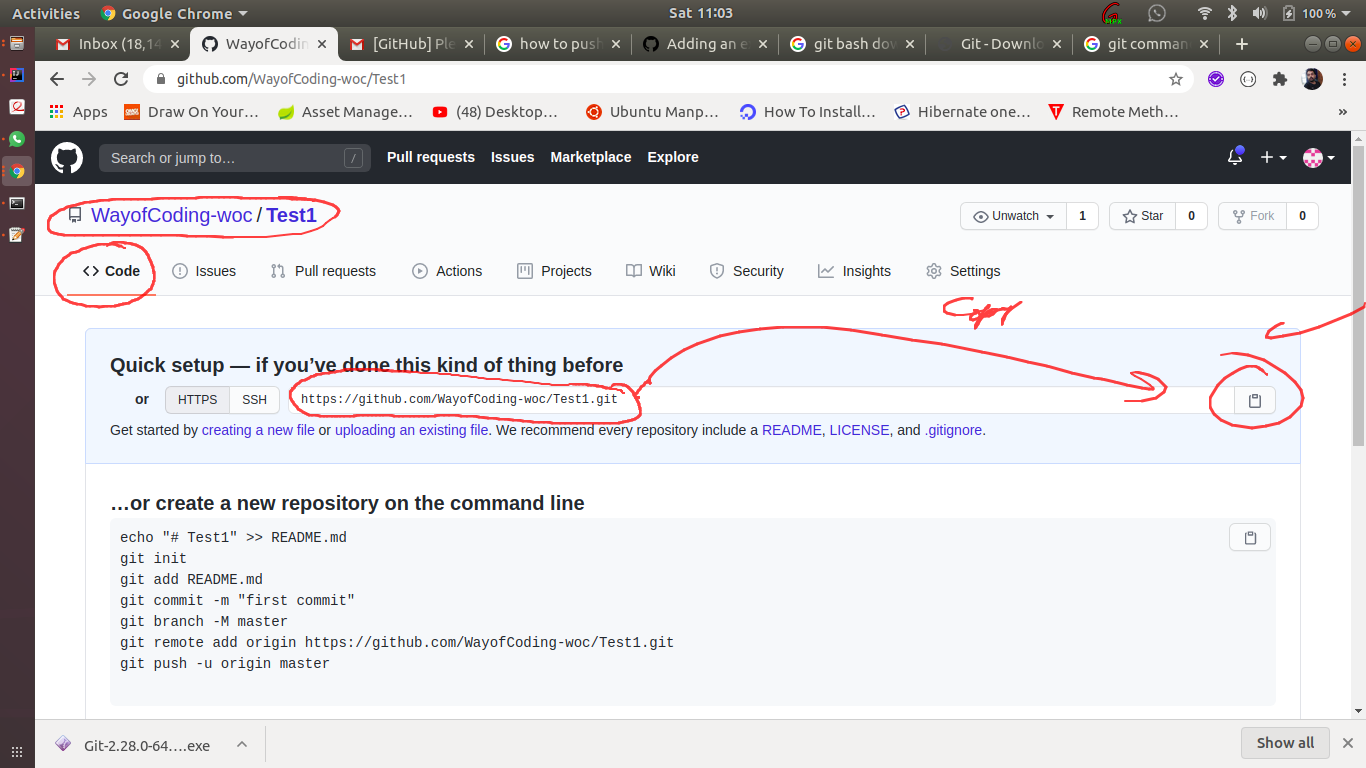 Activities Google Chrome Sat 11:03 MPX 100 %
Inbox (18,14 WayofCodin [GitHub] Ple how to pus Adding an e git bash dov Git - Downlo git comman
github.com/WayofCoding-woc/Test1
Apps Draw On Your… Asset Manage… (48) Desktop… Ubuntu Manp… How To Install… Hibernate one… Remote Meth… »
Search or jump to… / Pull requests Issues Marketplace Explore
WayofCoding-woc / Test1 Unwatch 1 Star 0 Fork 0
Code Issues Pull requests Actions Projects Wiki Security Insights Settings
Copy
Quick setup — if you’ve done this kind of thing before
or HTTPS SSH https://github.com/WayofCoding-woc/Test1.git
Get started by creating a new file or uploading an existing file. We recommend every repository include a README, LICENSE, and .gitignore.
…or create a new repository on the command line
echo "# Test1" >> README.md
git init
git add README.md
git commit -m "first commit"
git branch -M master
git remote add origin https://github.com/WayofCoding-woc/Test1.git
git push -u origin master
Git-2.28.0-64….exe Show all